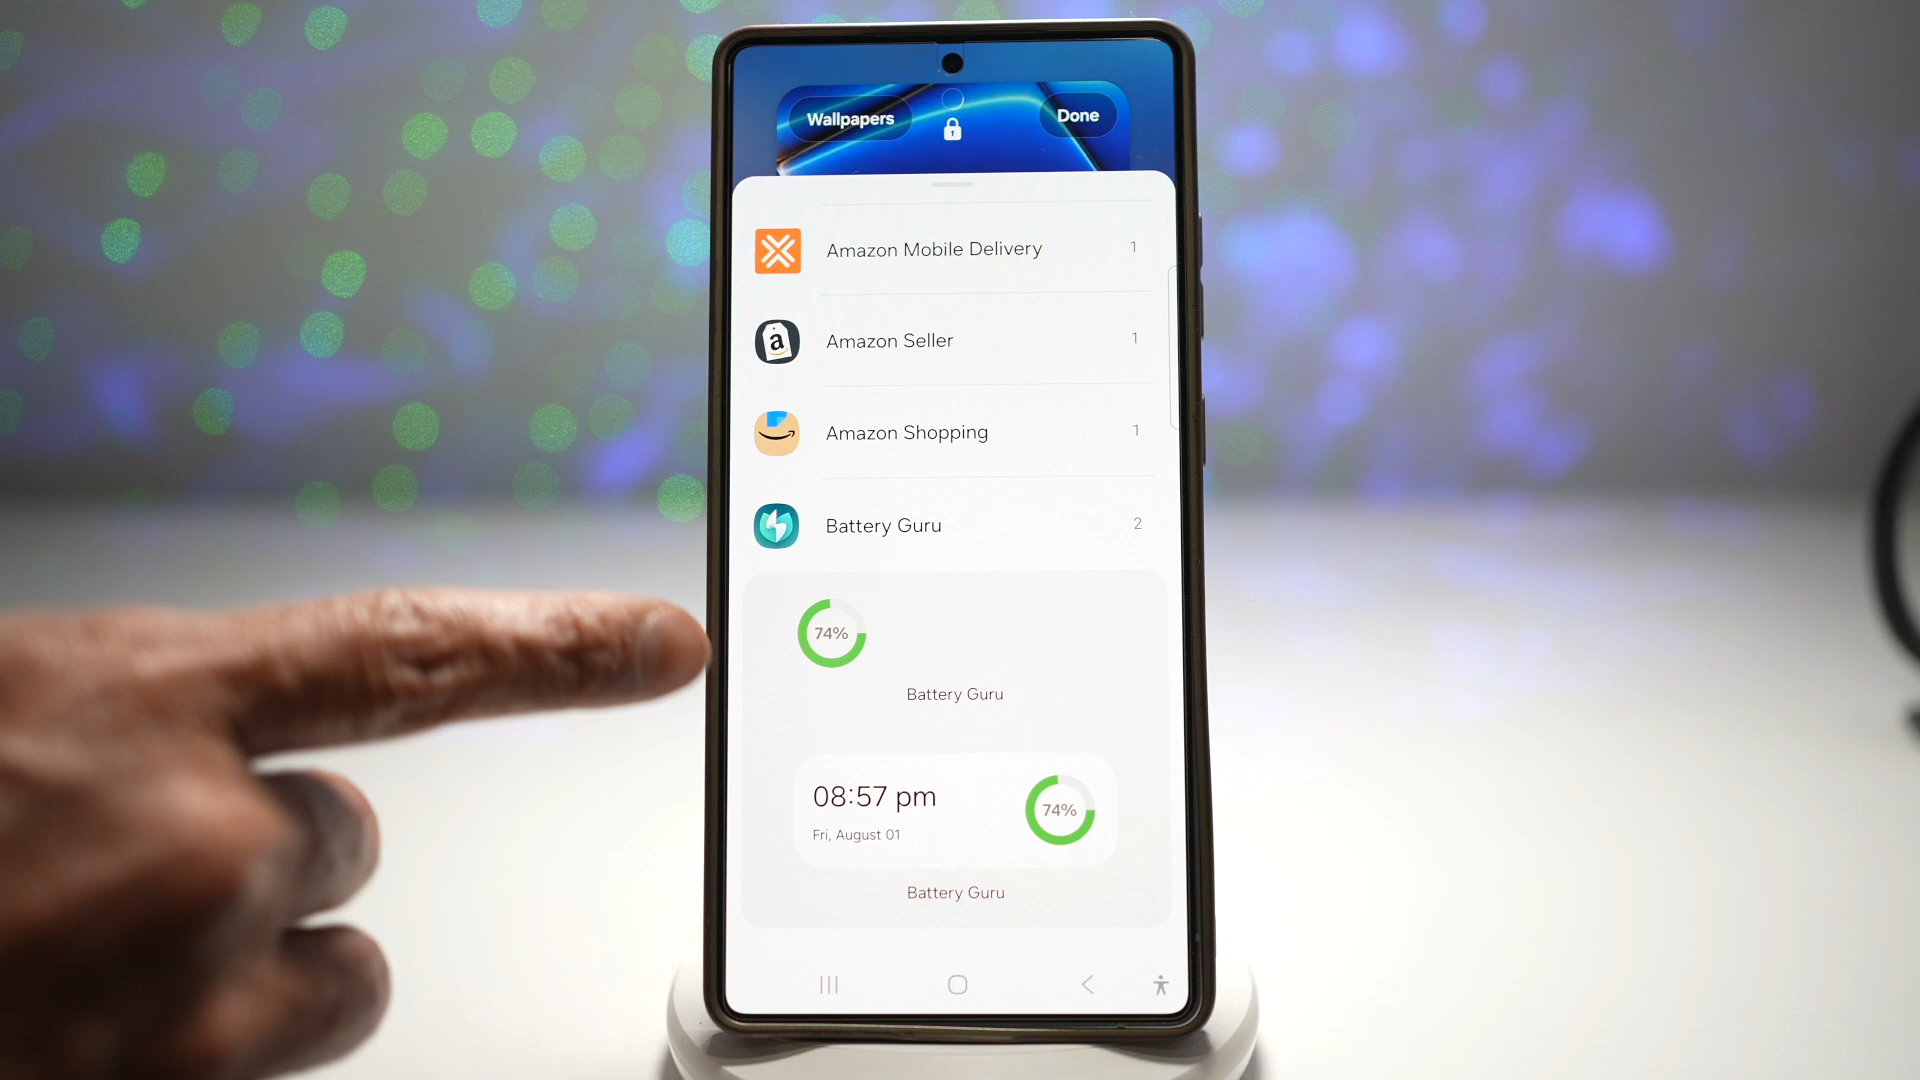 Wallpapers
Done
Amazon Mobile Delivery 1
a
Amazon Seller 1
Amazon Shopping 1
Battery Guru 2
74%
Battery Guru
08:57 pm
74%
Fri, August 01
Battery Guru